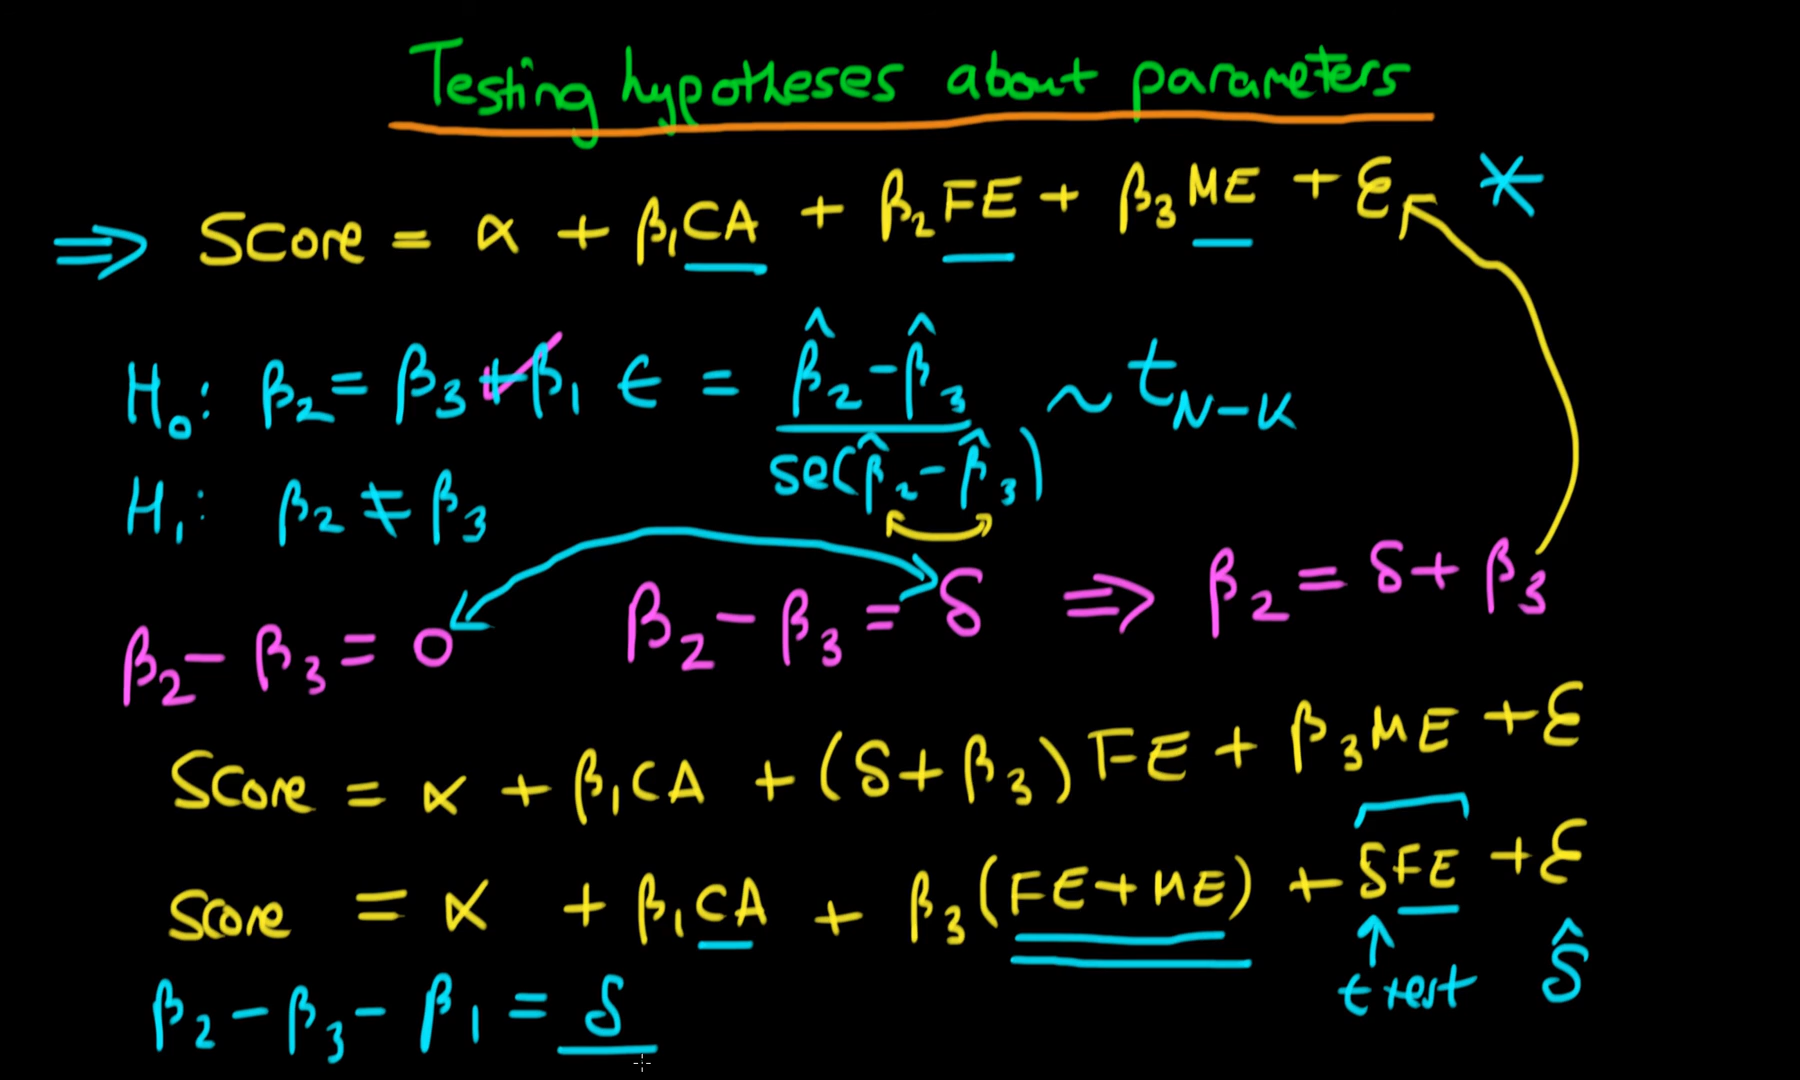 Testing hypotheses about parameters
⇒ Score = α + β₁CA + β₂FE + β₃ME + ε *
H₀: β₂ = β₃ + β₁ t = (β̂₂ - β̂₃) / se(β̂₂ - β̂₃) ~ t_N-K
H₁: β₂ ≠ β₃
β₂ - β₃ = 0 β₂ - β₃ = δ ⇒ β₂ = δ + β₃
Score = α + β₁CA + (δ + β₃) FE + β₃ME + ε
Score = α + β₁CA + β₃(FE + ME) + δFE + ε
β₂ - β₃ - β₁ = δ t test δ̂